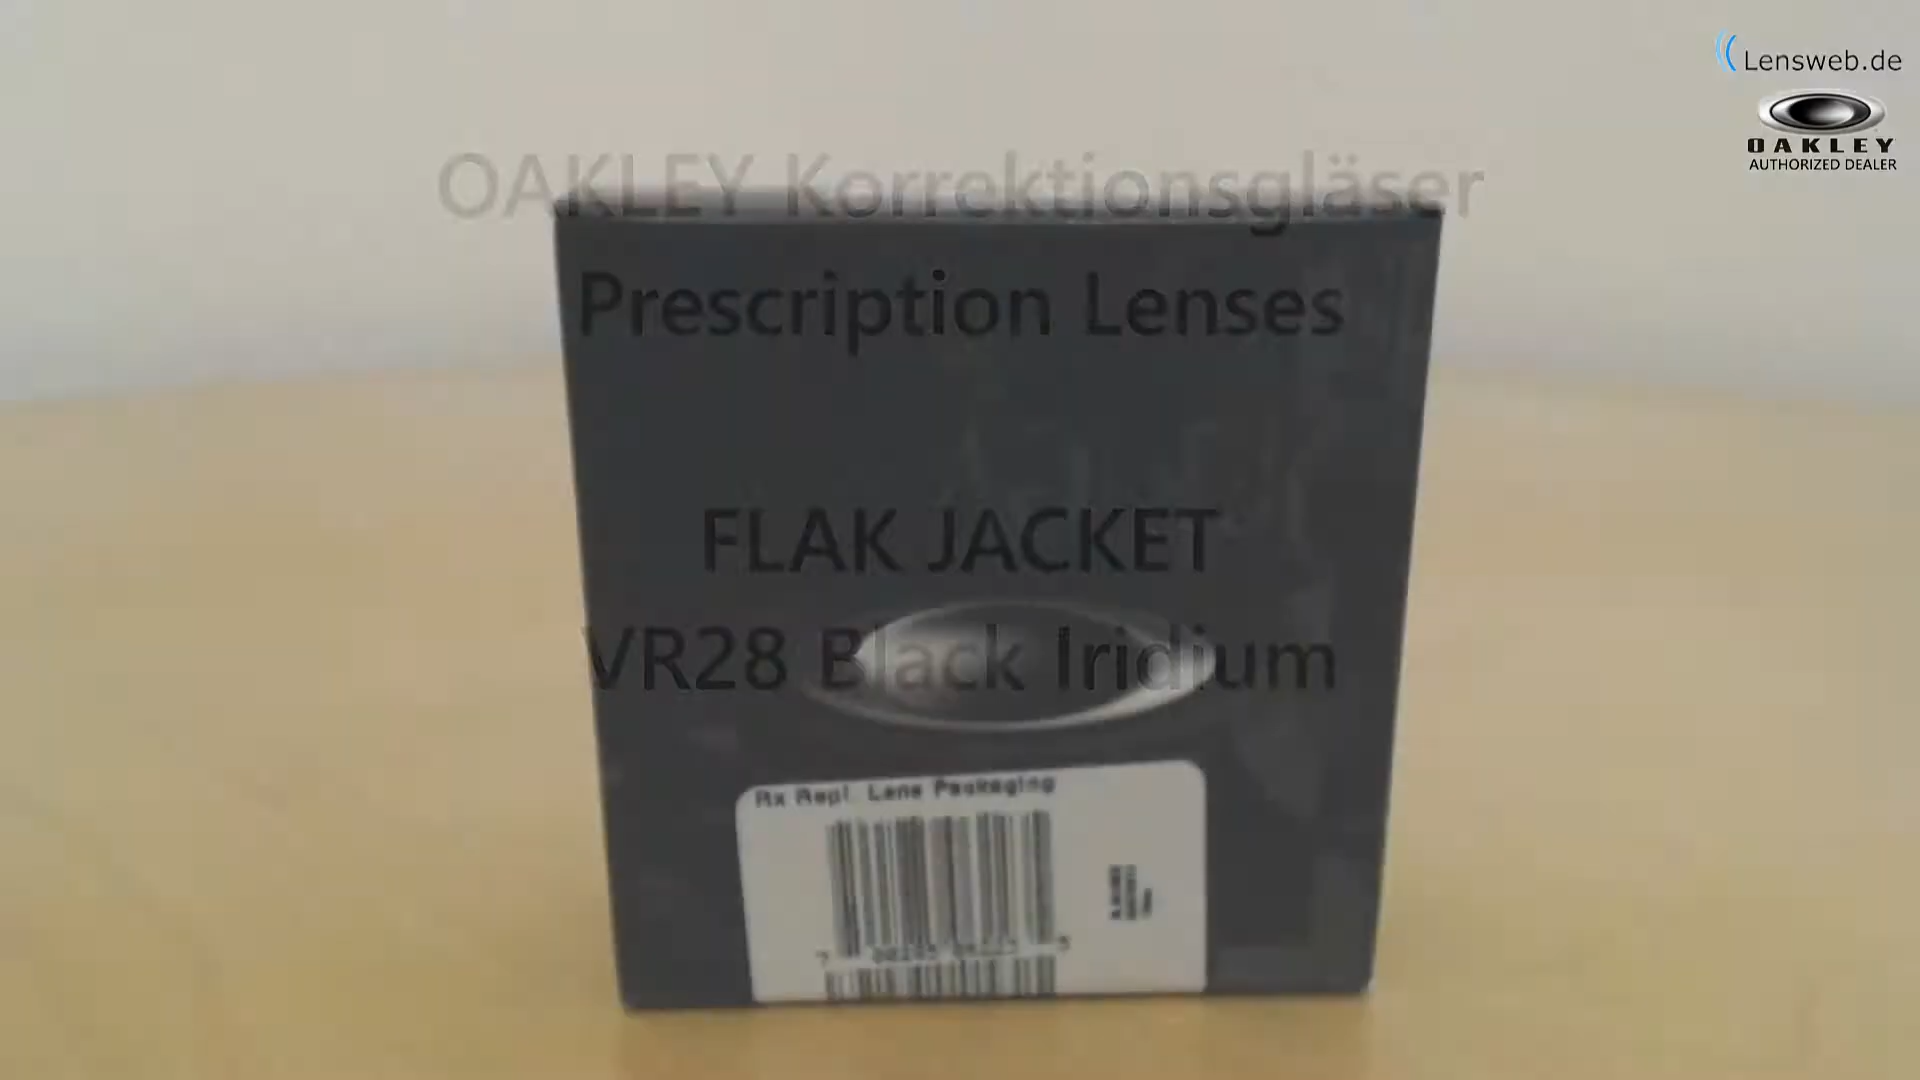 Lensweb.de
OAKLEY
AUTHORIZED DEALER
OAKLEY Korrektionsgläser
Prescription Lenses
FLAK JACKET
VR28 Black Iridium
Rx Repl. Lens Packaging